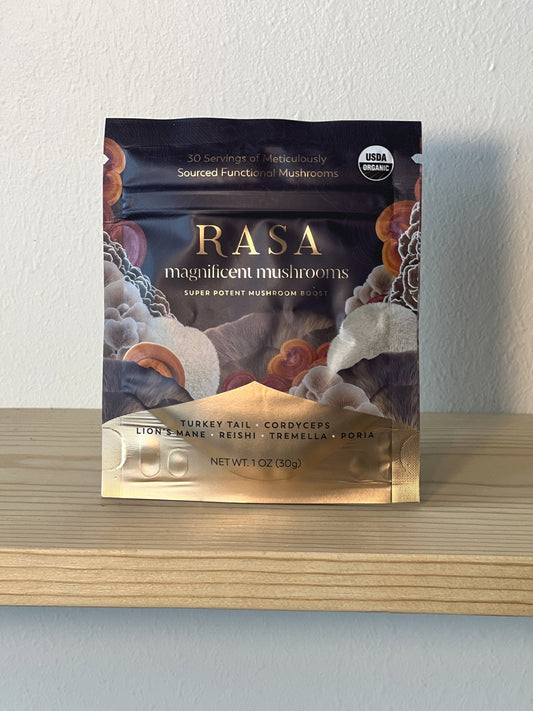 30 Servings of Meticulously
Sourced Functional Mushrooms
USDA
ORGANIC
RASA
magnificent mushrooms
SUPER POTENT MUSHROOM BOOST
TURKEY TAIL • CORDYCEPS
LION'S MANE • REISHI • TREMELLA • PORIA
NET WT. 1 OZ (30g)